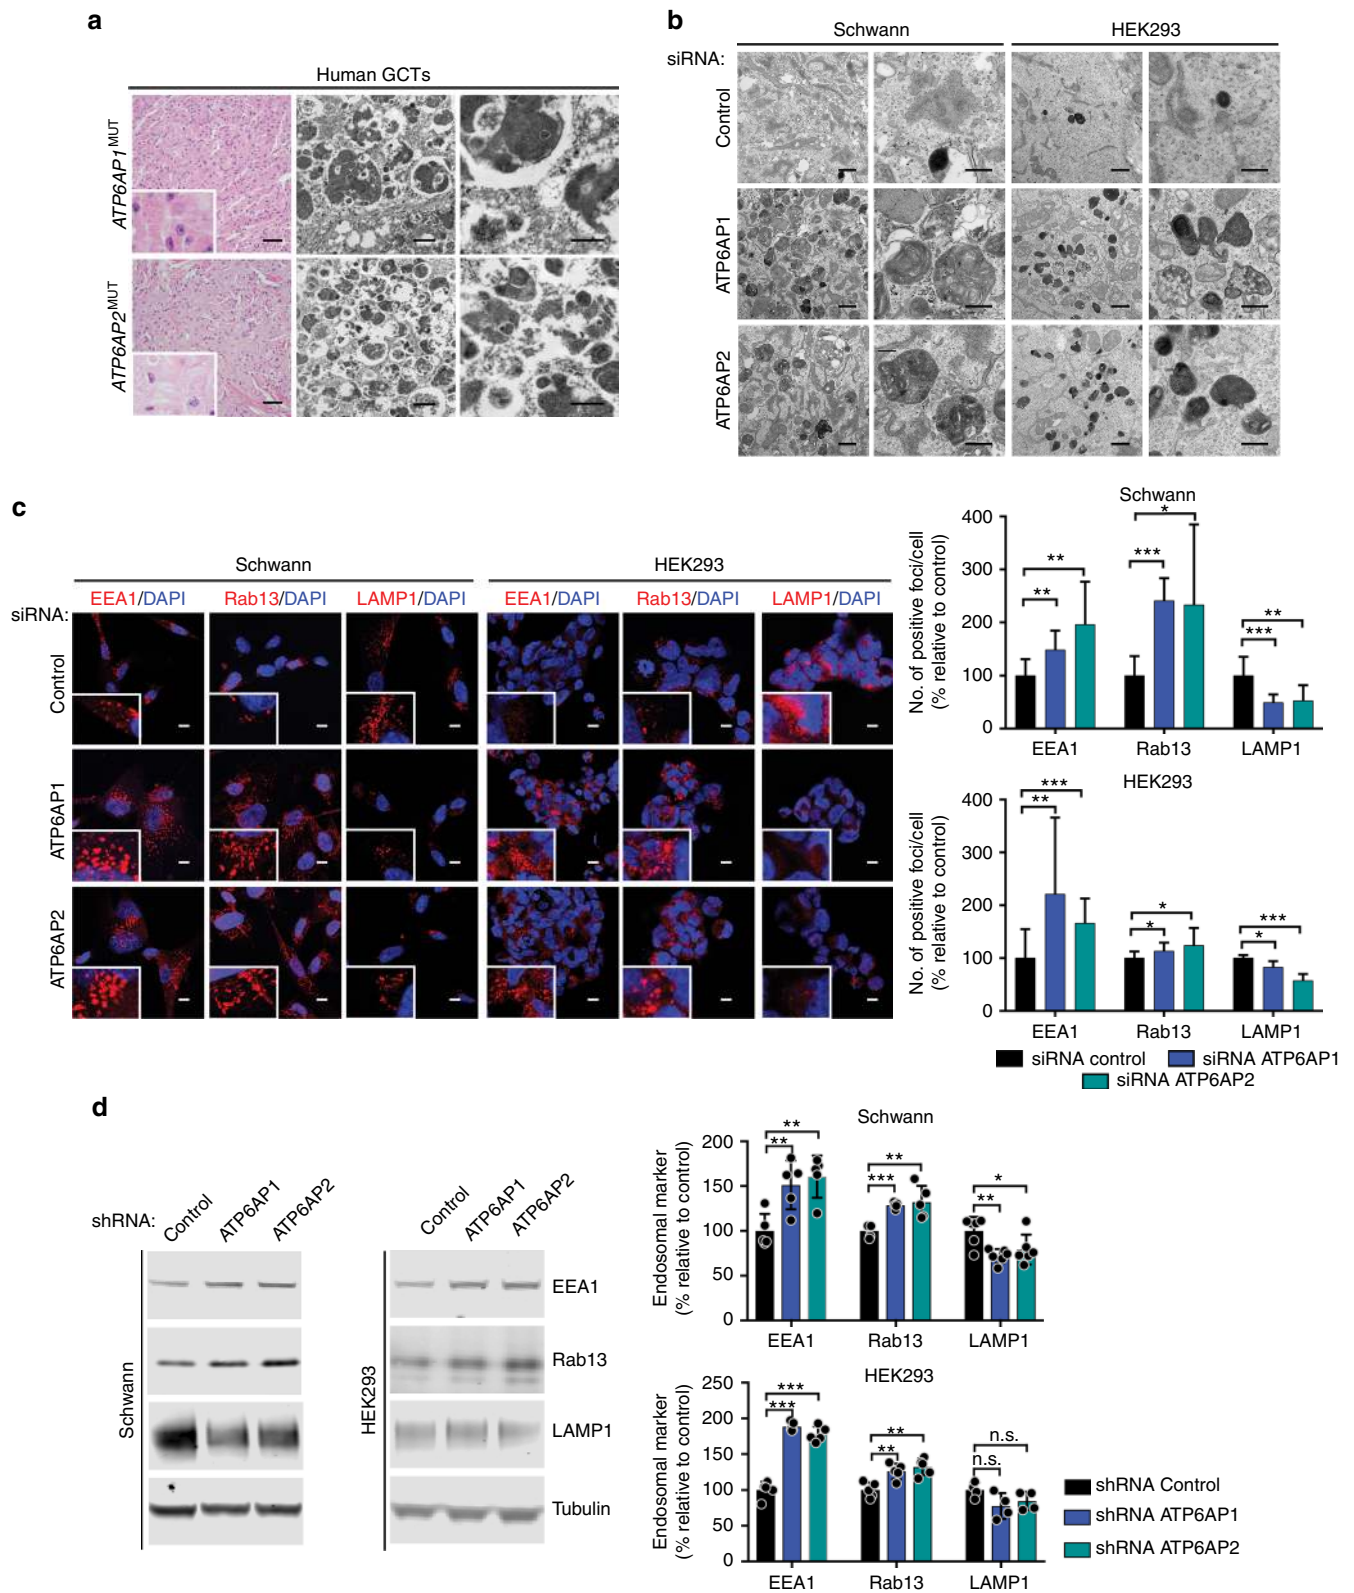 a
Human GCTs
ATP6AP1MUT
ATP6AP2MUT
b
Schwann HEK293
siRNA:
Control
ATP6AP1
ATP6AP2
c
Schwann HEK293
EEA1/DAPI Rab13/DAPI LAMP1/DAPI EEA1/DAPI Rab13/DAPI LAMP1/DAPI
siRNA:
Control
ATP6AP1
ATP6AP2
Schwann
No. of positive foci/cell
(% relative to control)
400
300
200
100
0
** ** *** * *** **
EEA1 Rab13 LAMP1
HEK293
No. of positive foci/cell
(% relative to control)
400
300
200
100
0
** *** * * * ***
EEA1 Rab13 LAMP1
siRNA control siRNA ATP6AP1
siRNA ATP6AP2
d
shRNA: Control ATP6AP1 ATP6AP2
Schwann
Control ATP6AP1 ATP6AP2
HEK293
EEA1
Rab13
LAMP1
Tubulin
Schwann
Endosomal marker
(% relative to control)
200
150
100
50
0
** ** *** ** ** *
EEA1 Rab13 LAMP1
HEK293
Endosomal marker
(% relative to control)
250
200
150
100
50
0
*** *** ** ** n.s. n.s.
EEA1 Rab13 LAMP1
shRNA Control
shRNA ATP6AP1
shRNA ATP6AP2